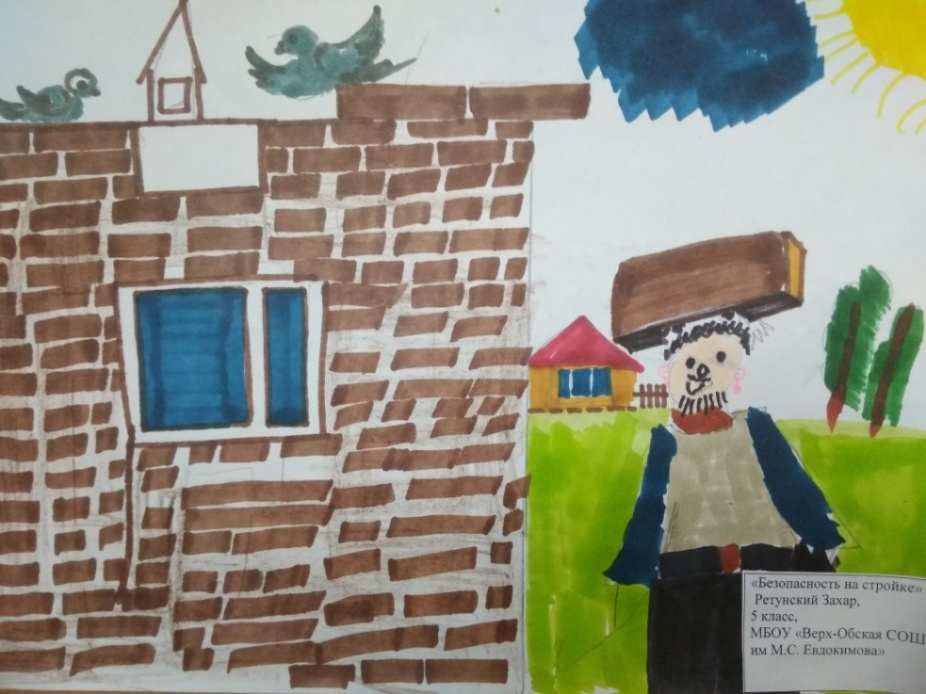 «Безопасность на стройке»
Ретунский Захар,
5 класс,
МБОУ «Верх-Обская СОШ
им М.С. Евдокимова»